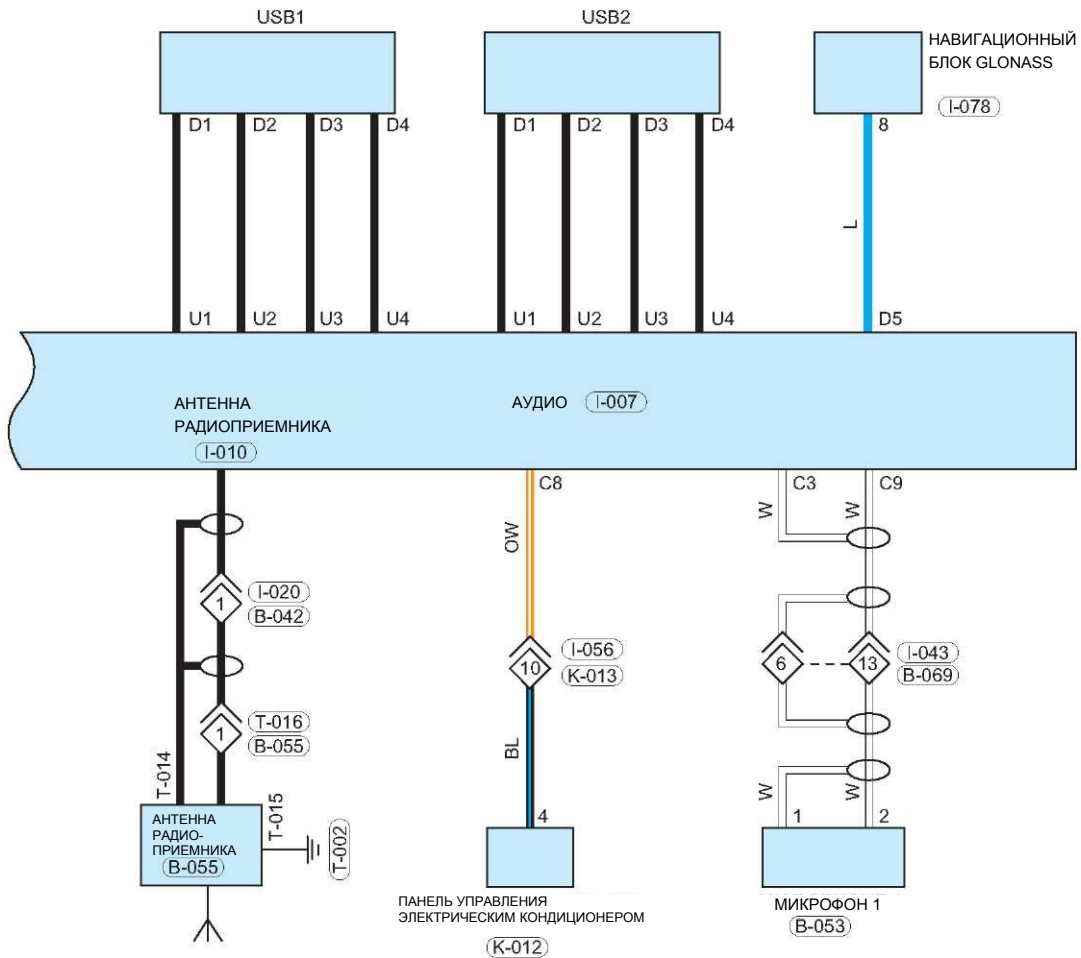 USB1
USB2
НАВИГАЦИОННЫЙ
БЛОК GLONASS
I-078
D1 D2 D3 D4
D1 D2 D3 D4
8
L
U1 U2 U3 U4
U1 U2 U3 U4
D5
АНТЕННА
РАДИОПРИЕМНИКА
I-010
АУДИО I-007
C8
C3
C9
OW
W
W
1
I-020
B-042
10
I-056
K-013
6
13
I-043
B-069
1
T-016
B-055
BL
T-014
T-015
T-002
W
W
АНТЕННА
РАДИО-
ПРИЕМНИКА
B-055
4
1
2
ПАНЕЛЬ УПРАВЛЕНИЯ
ЭЛЕКТРИЧЕСКИМ КОНДИЦИОНЕРОМ
K-012
МИКРОФОН 1
B-053